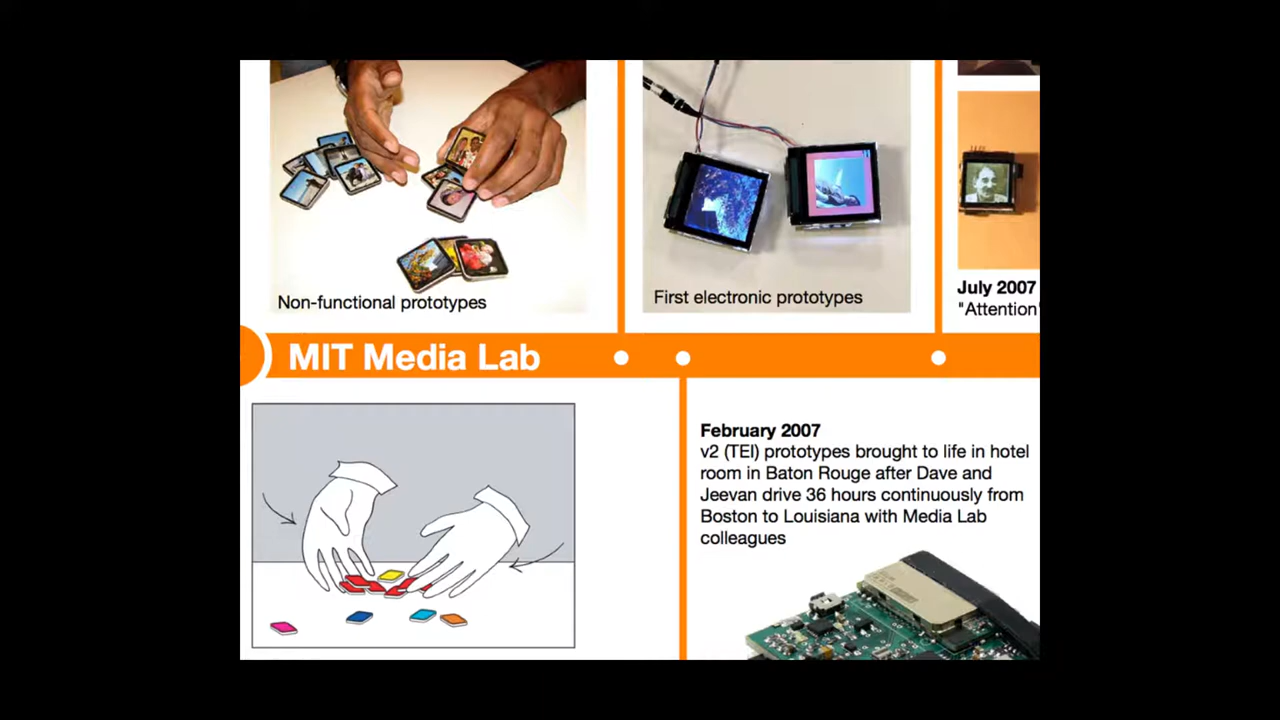 Non-functional prototypes
First electronic prototypes
July 2007
"Attention"
MIT Media Lab
February 2007
v2 (TEI) prototypes brought to life in hotel
room in Baton Rouge after Dave and
Jeevan drive 36 hours continuously from
Boston to Louisiana with Media Lab
colleagues